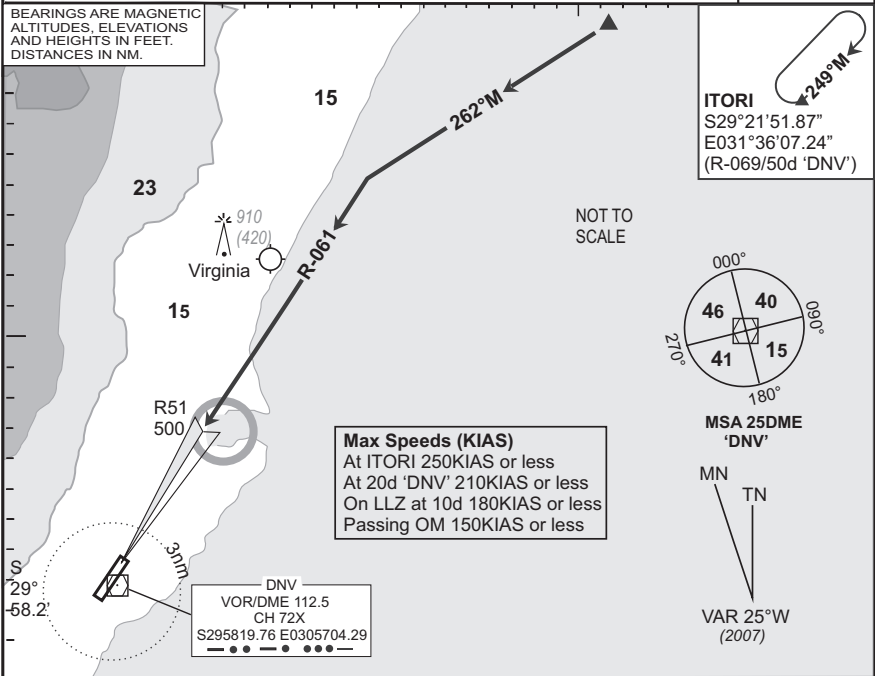 BEARINGS ARE MAGNETIC
ALTITUDES, ELEVATIONS
AND HEIGHTS IN FEET.
DISTANCES IN NM.
249°M
ITORI
S29°21'51.87"
E031°36'07.24"
(R-069/50d 'DNV')
262°M
15
23
910
(420)
Virginia
R-061
NOT TO
SCALE
15
000°
46
40
090°
270°
41
15
180°
MSA 25DME
'DNV'
R51
500
Max Speeds (KIAS)
At ITORI 250KIAS or less
At 20d 'DNV' 210KIAS or less
On LLZ at 10d 180KIAS or less
Passing OM 150KIAS or less
MN
TN
VAR 25°W
(2007)
3nm
S
29°
58.2'
DNV
VOR/DME 112.5
CH 72X
S295819.76 E0305704.29